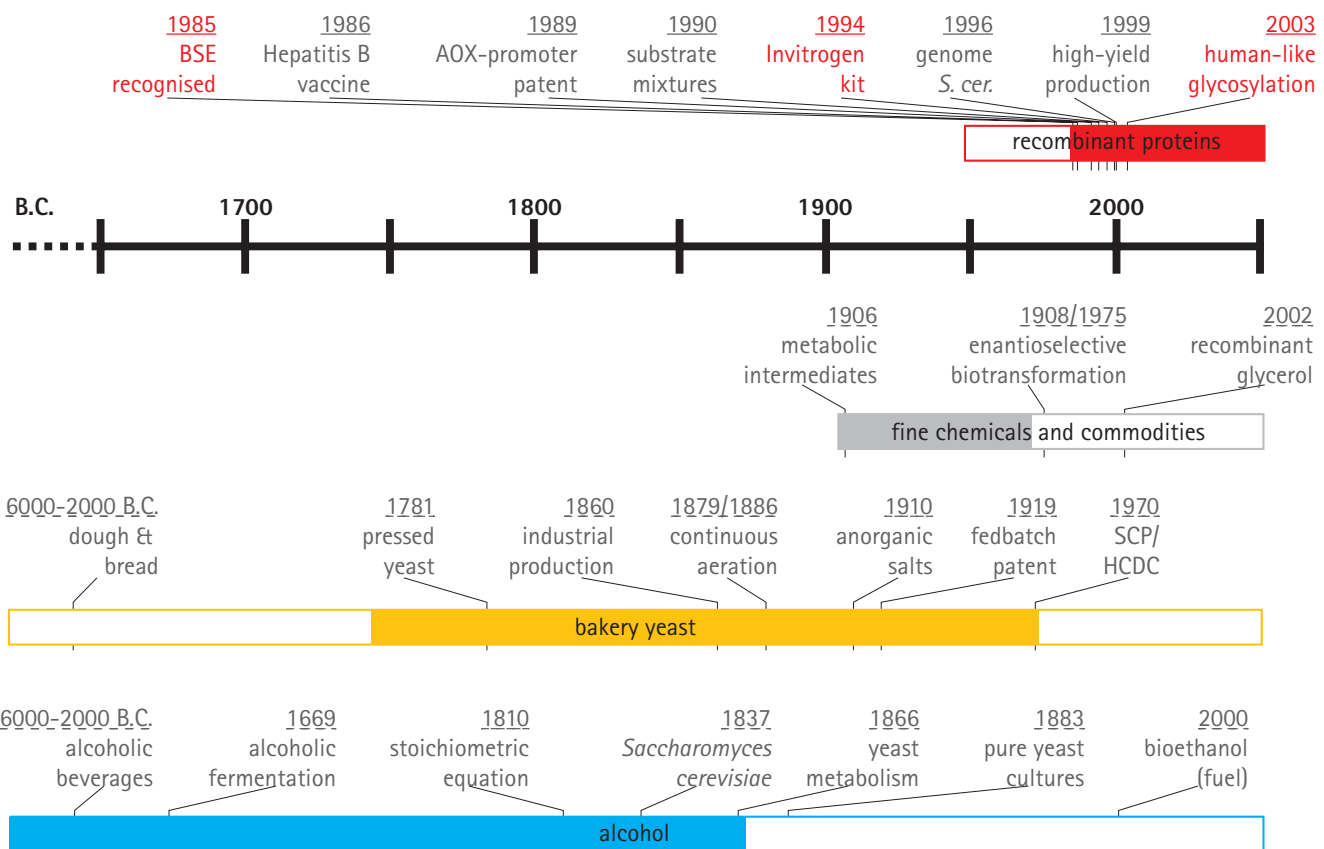 1985 1986 1989 1990 1994 1996 1999 2003
BSE Hepatitis B AOX-promoter substrate Invitrogen genome high-yield human-like
recognised vaccine patent mixtures kit S. cer. production glycosylation
recombinant proteins
B.C. 1700 1800 1900 2000
1906 1908/1975 2002
metabolic enantioselective recombinant
intermediates biotransformation glycerol
fine chemicals and commodities
6000-2000 B.C. 1781 1860 1879/1886 1910 1919 1970
dough & pressed industrial continuous anorganic fedbatch SCP/
bread yeast production aeration salts patent HCDC
bakery yeast
6000-2000 B.C. 1669 1810 1837 1866 1883 2000
alcoholic alcoholic stoichiometric Saccharomyces yeast pure yeast bioethanol
beverages fermentation equation cerevisiae metabolism cultures (fuel)
alcohol